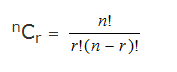 ⁿCᵣ = n! / r!(n − r)!